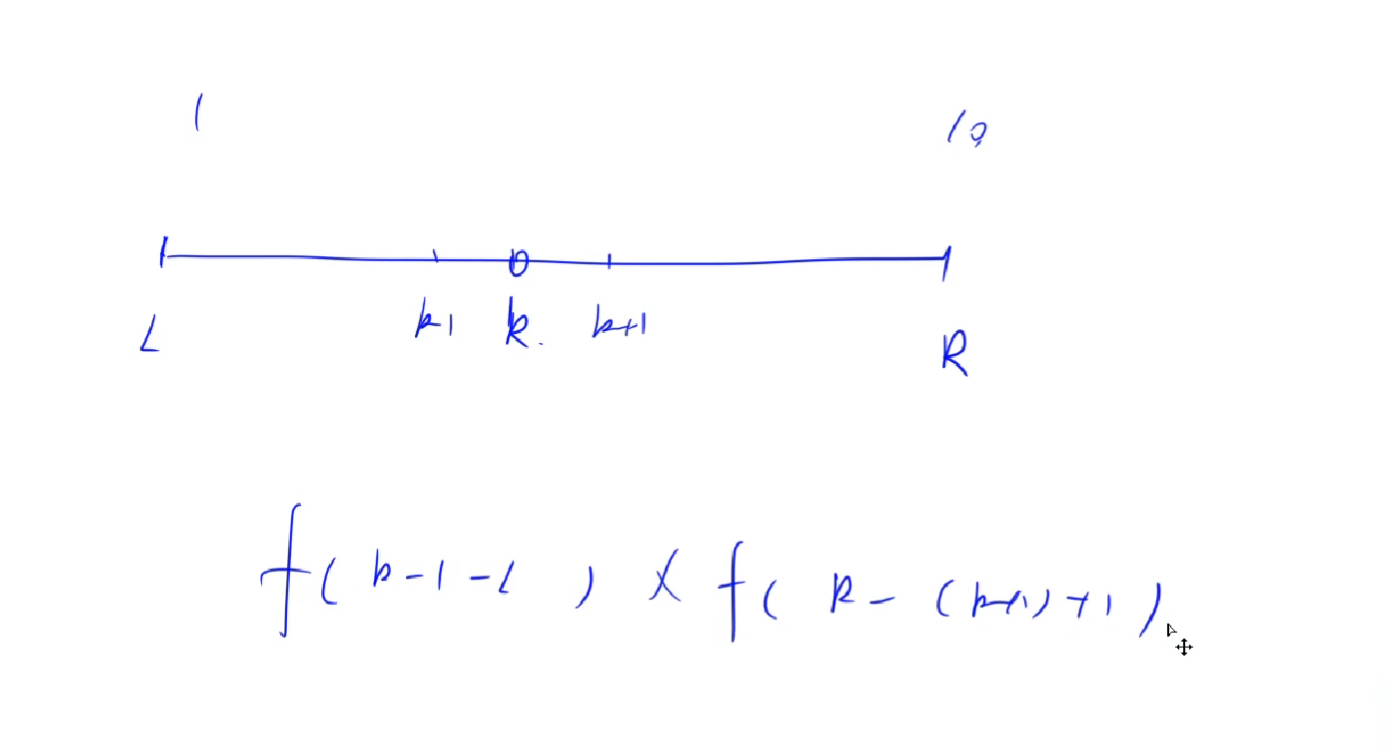 1 10
L k-1 k. k+1 R
f( k-1-L ) × f( R-(k+1)+1)